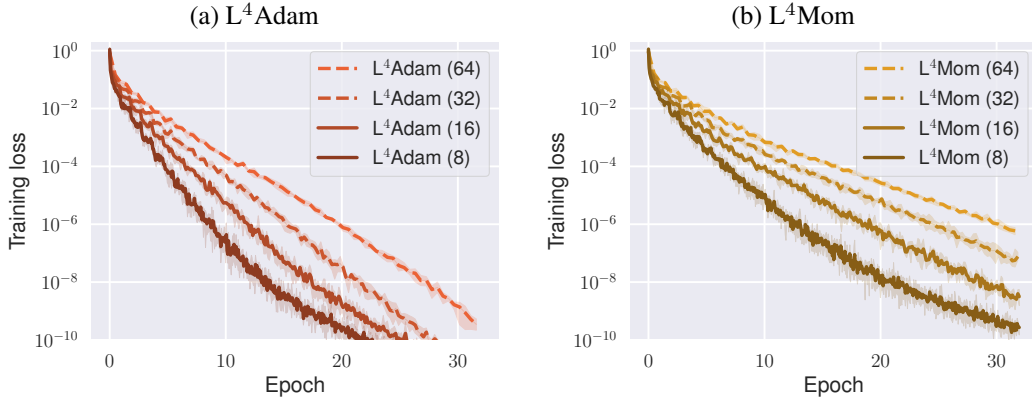 (a) L⁴Adam
10⁰
10⁻²
10⁻⁴
10⁻⁶
10⁻⁸
10⁻¹⁰
Training loss
L⁴Adam (64)
L⁴Adam (32)
L⁴Adam (16)
L⁴Adam (8)
0 10 20 30
Epoch
(b) L⁴Mom
10⁰
10⁻²
10⁻⁴
10⁻⁶
10⁻⁸
10⁻¹⁰
Training loss
L⁴Mom (64)
L⁴Mom (32)
L⁴Mom (16)
L⁴Mom (8)
0 10 20 30
Epoch